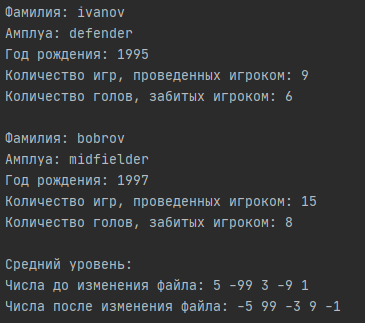 Фамилия: ivanov
Амплуа: defender
Год рождения: 1995
Количество игр, проведенных игроком: 9
Количество голов, забитых игроком: 6
Фамилия: bobrov
Амплуа: midfielder
Год рождения: 1997
Количество игр, проведенных игроком: 15
Количество голов, забитых игроком: 8
Средний уровень:
Числа до изменения файла: 5 -99 3 -9 1
Числа после изменения файла: -5 99 -3 9 -1